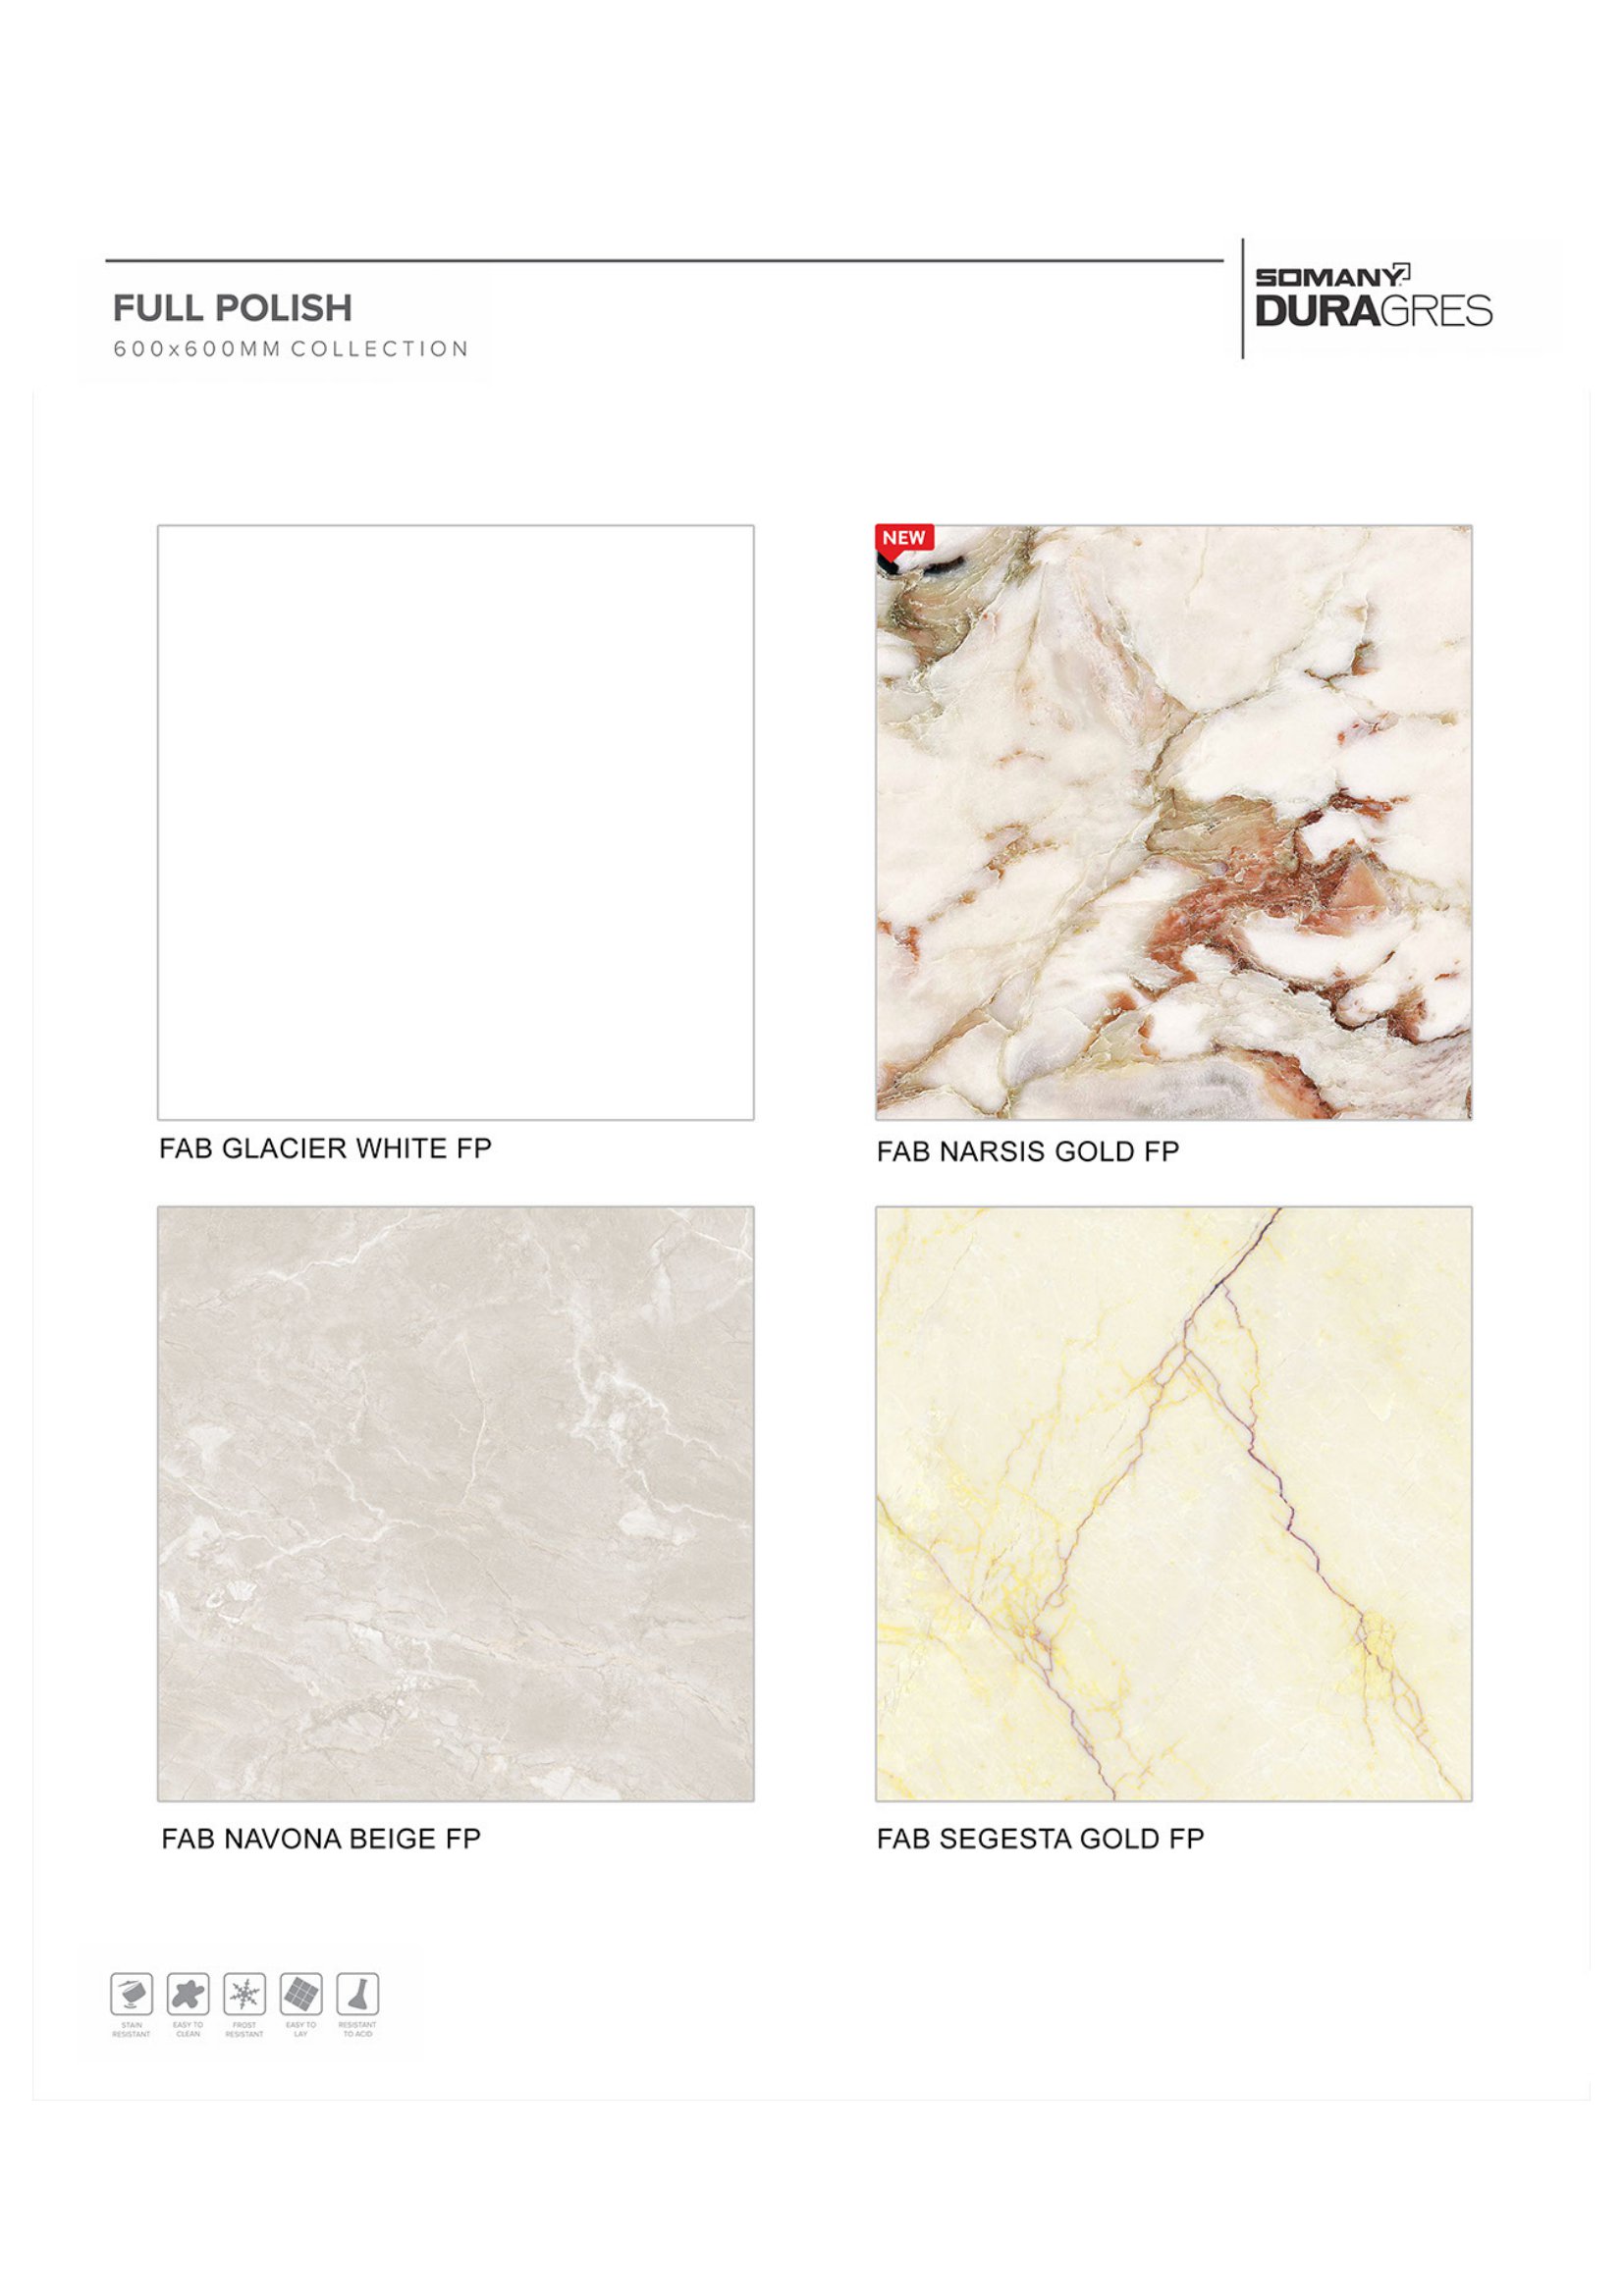 SOMANY
DURAGRES
FULL POLISH
600x600MM COLLECTION
NEW
FAB GLACIER WHITE FP
FAB NARSIS GOLD FP
FAB NAVONA BEIGE FP
FAB SEGESTA GOLD FP
STAIN
RESISTANT
EASY TO
CLEAN
FROST
RESISTANT
EASY TO
LAY
RESISTANT
TO ACID